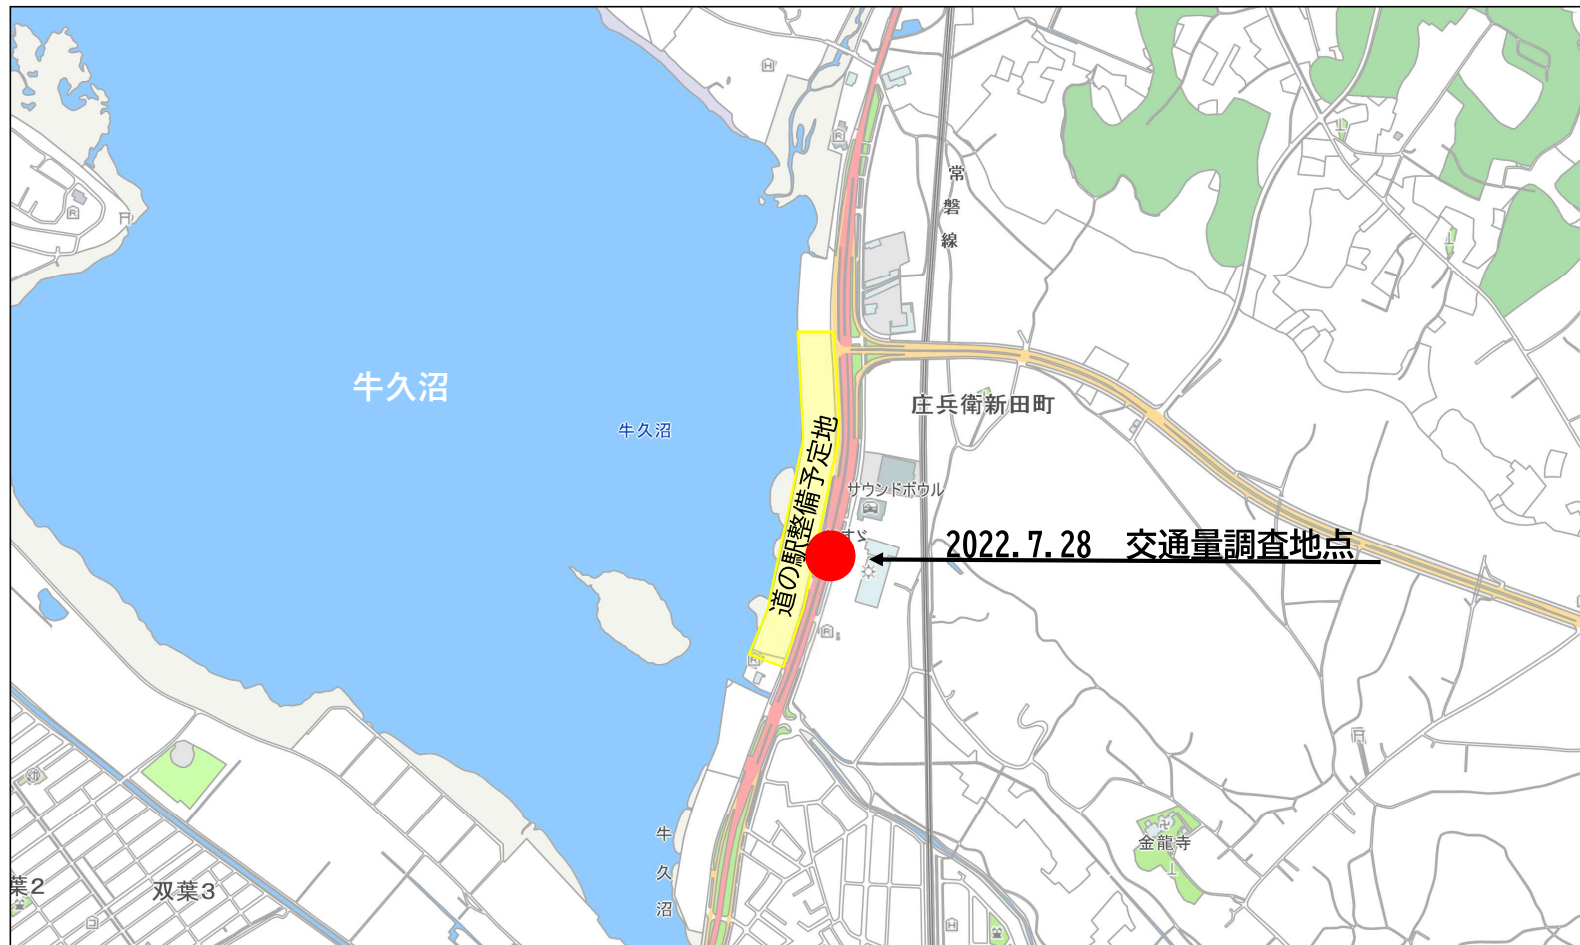 常磐線
牛久沼
牛久沼
庄兵衛新田町
道の駅整備予定地
サウンドボウル
すゞ
2022.7.28 交通量調査地点
金龍寺
牛久沼
葉2
双葉3